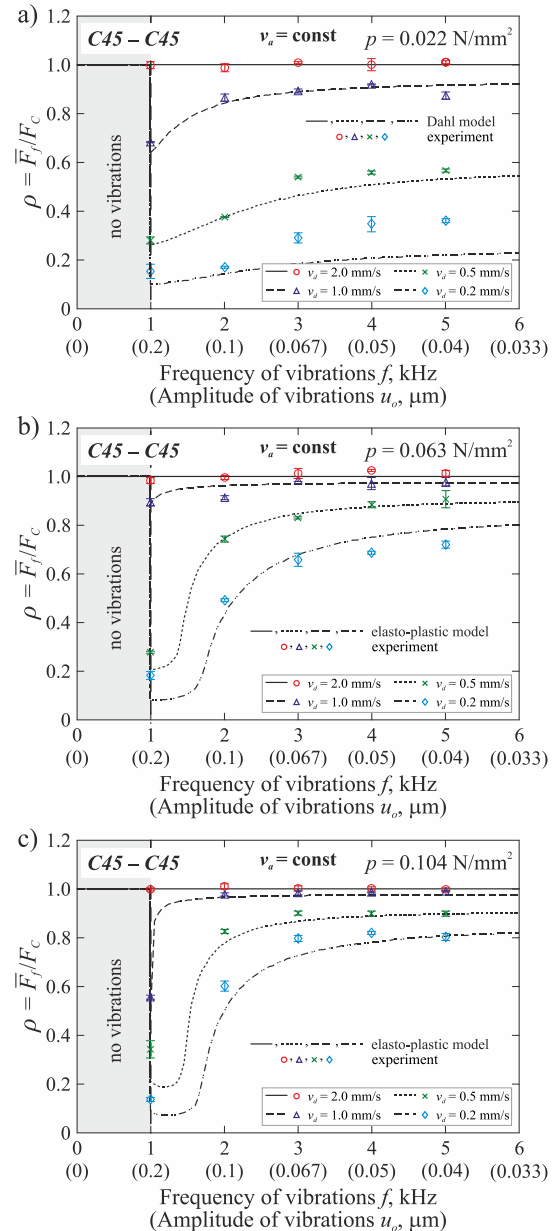 a)
C45 – C45
vₐ = const
p = 0.022 N/mm²
1.2
1.0
0.8
0.6
0.4
0.2
0
ρ = F̅_f/F_C
no vibrations
Dahl model
experiment
v_d = 2.0 mm/s
v_d = 0.5 mm/s
v_d = 1.0 mm/s
v_d = 0.2 mm/s
0 1 2 3 4 5 6
(0) (0.2) (0.1) (0.067) (0.05) (0.04) (0.033)
Frequency of vibrations f, kHz
(Amplitude of vibrations u_o, μm)
b)
C45 – C45
vₐ = const
p = 0.063 N/mm²
1.2
1.0
0.8
0.6
0.4
0.2
0
ρ = F̅_f/F_C
no vibrations
elasto-plastic model
experiment
v_d = 2.0 mm/s
v_d = 0.5 mm/s
v_d = 1.0 mm/s
v_d = 0.2 mm/s
0 1 2 3 4 5 6
(0) (0.2) (0.1) (0.067) (0.05) (0.04) (0.033)
Frequency of vibrations f, kHz
(Amplitude of vibrations u_o, μm)
c)
C45 – C45
vₐ = const
p = 0.104 N/mm²
1.2
1.0
0.8
0.6
0.4
0.2
0
ρ = F̅_f/F_C
no vibrations
elasto-plastic model
experiment
v_d = 2.0 mm/s
v_d = 0.5 mm/s
v_d = 1.0 mm/s
v_d = 0.2 mm/s
0 1 2 3 4 5 6
(0) (0.2) (0.1) (0.067) (0.05) (0.04) (0.033)
Frequency of vibrations f, kHz
(Amplitude of vibrations u_o, μm)